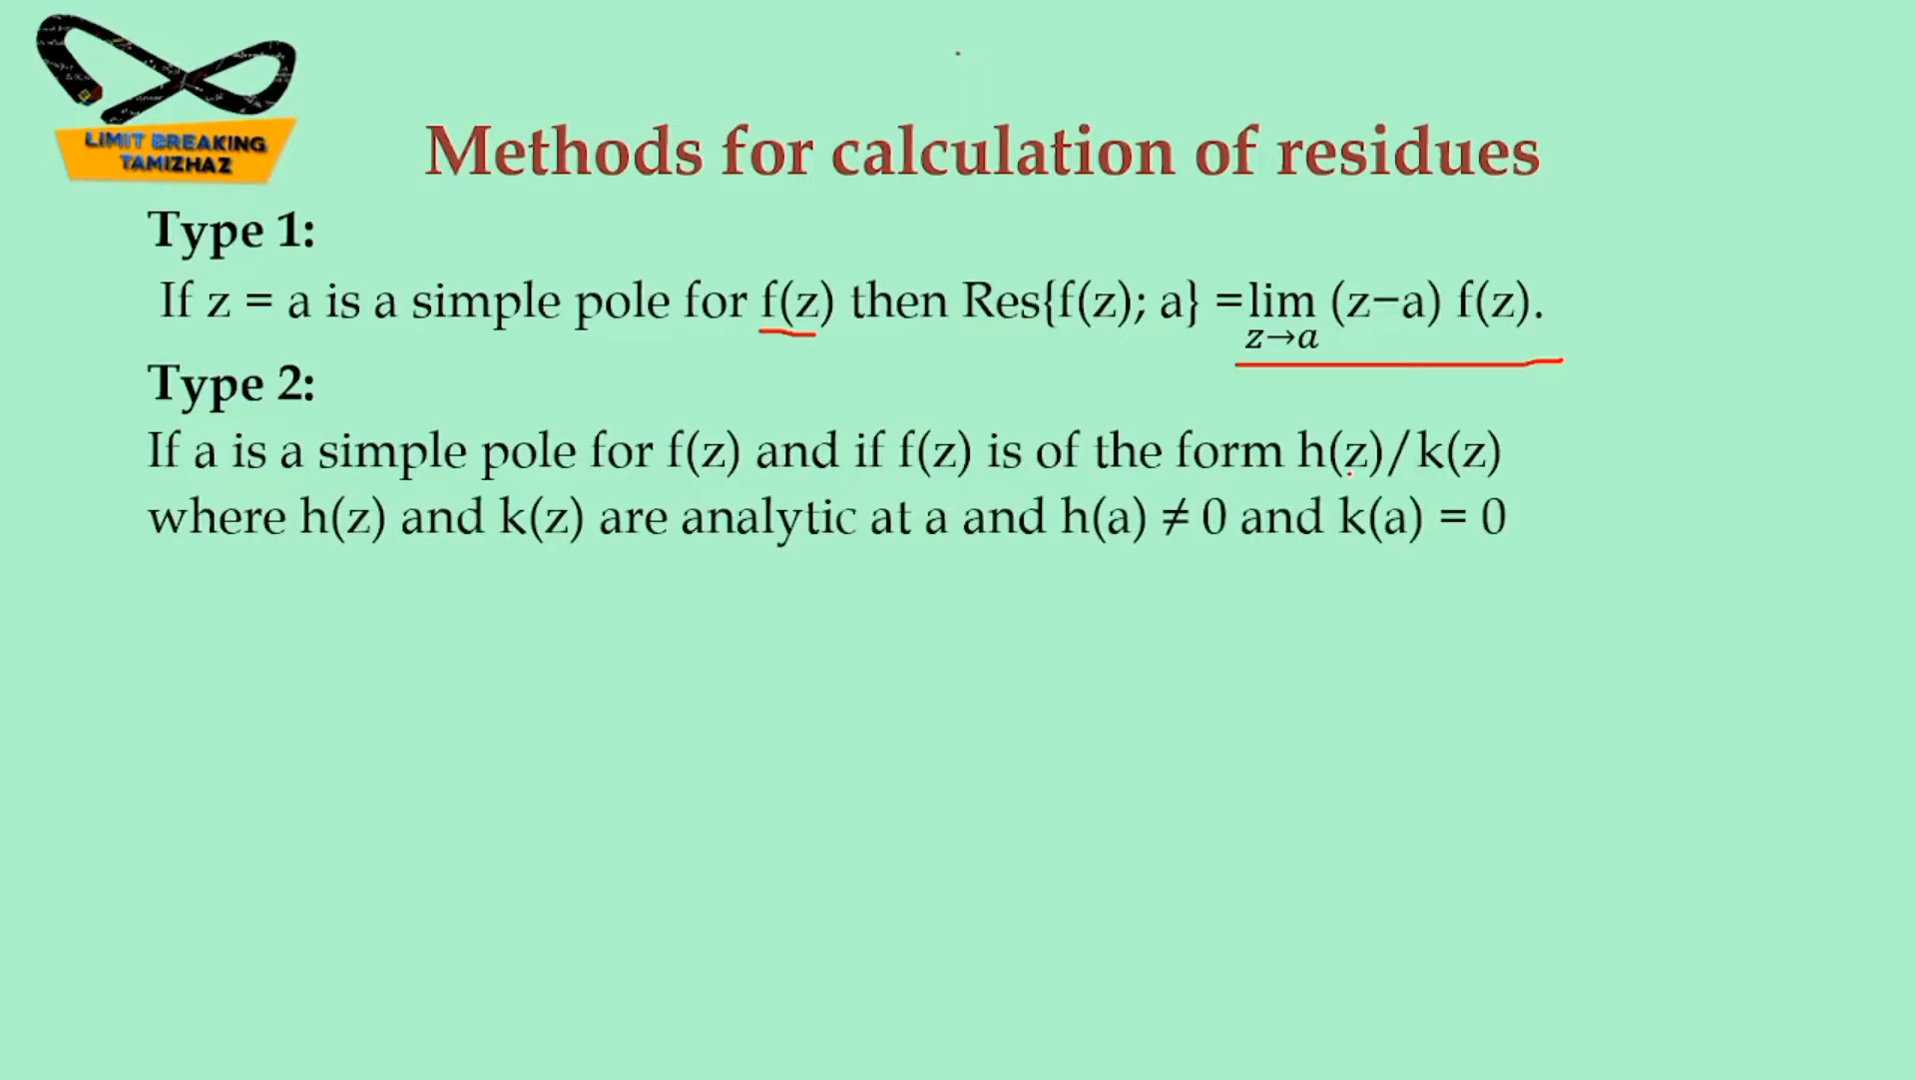 LIMIT BREAKING
TAMIZHAZ
Methods for calculation of residues
Type 1:
If z = a is a simple pole for f(z) then Res{f(z); a} =lim (z−a) f(z).
z→a
Type 2:
If a is a simple pole for f(z) and if f(z) is of the form h(z)/k(z)
where h(z) and k(z) are analytic at a and h(a) ≠ 0 and k(a) = 0